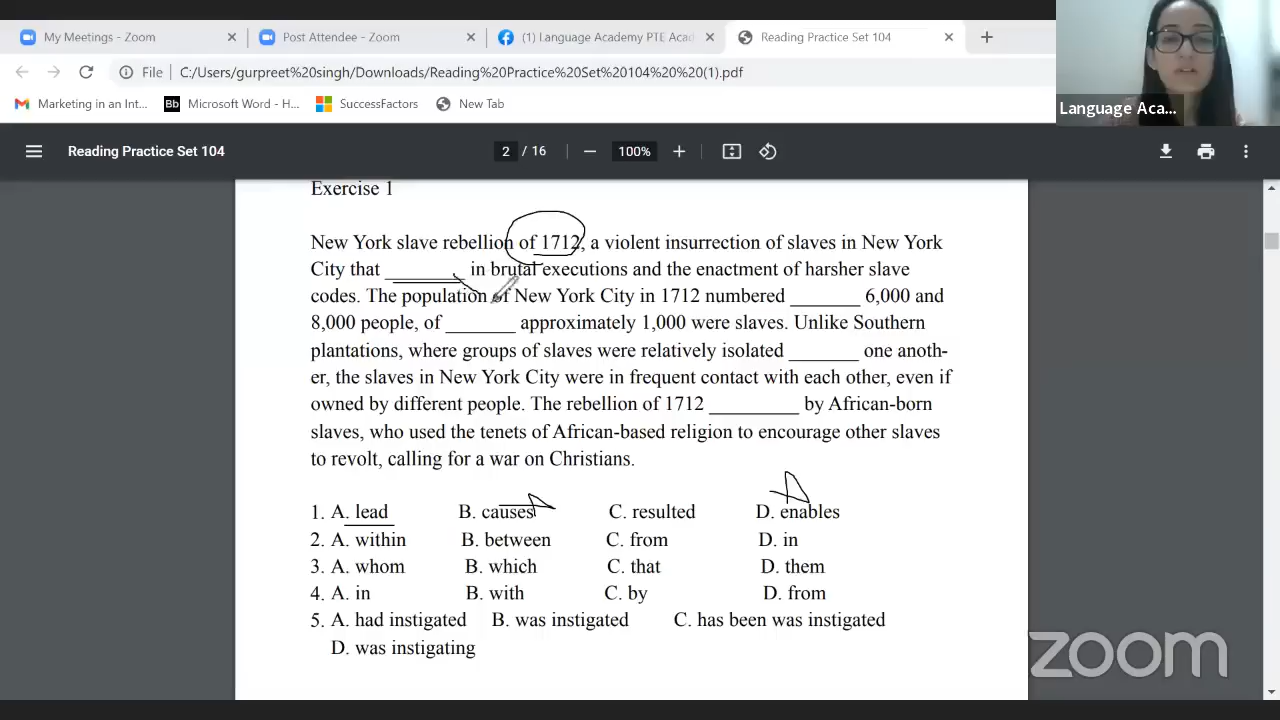 My Meetings - Zoom
Post Attendee - Zoom
(1) Language Academy PTE Acad
Reading Practice Set 104
File
C:/Users/gurpreet%20singh/Downloads/Reading%20Practice%20Set%20104%20%20(1).pdf
Marketing in an Int...
Bb Microsoft Word - H...
SuccessFactors
New Tab
Language Aca...
Reading Practice Set 104
2 / 16
100%
Exercise 1
New York slave rebellion of 1712, a violent insurrection of slaves in New York
City that ________ in brutal executions and the enactment of harsher slave
codes. The population of New York City in 1712 numbered _______ 6,000 and
8,000 people, of _______ approximately 1,000 were slaves. Unlike Southern
plantations, where groups of slaves were relatively isolated _______ one anoth-
er, the slaves in New York City were in frequent contact with each other, even if
owned by different people. The rebellion of 1712 _________ by African-born
slaves, who used the tenets of African-based religion to encourage other slaves
to revolt, calling for a war on Christians.
1. A. lead B. causes C. resulted D. enables
2. A. within B. between C. from D. in
3. A. whom B. which C. that D. them
4. A. in B. with C. by D. from
5. A. had instigated B. was instigated C. has been was instigated
D. was instigating
zoom